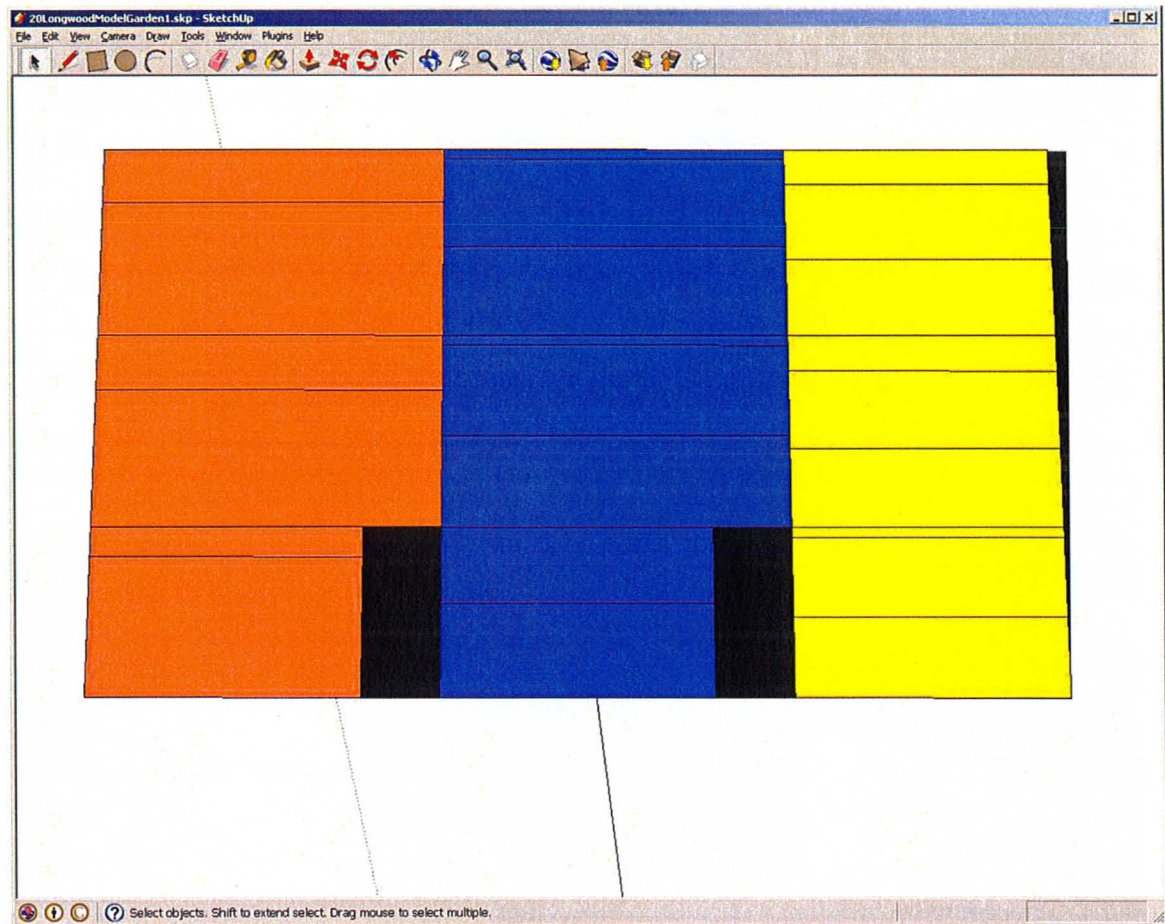 20LongwoodModelGarden1.skp - SketchUp
File Edit View Camera Draw Tools Window Plugins Help
Select objects. Shift to extend select. Drag mouse to select multiple.